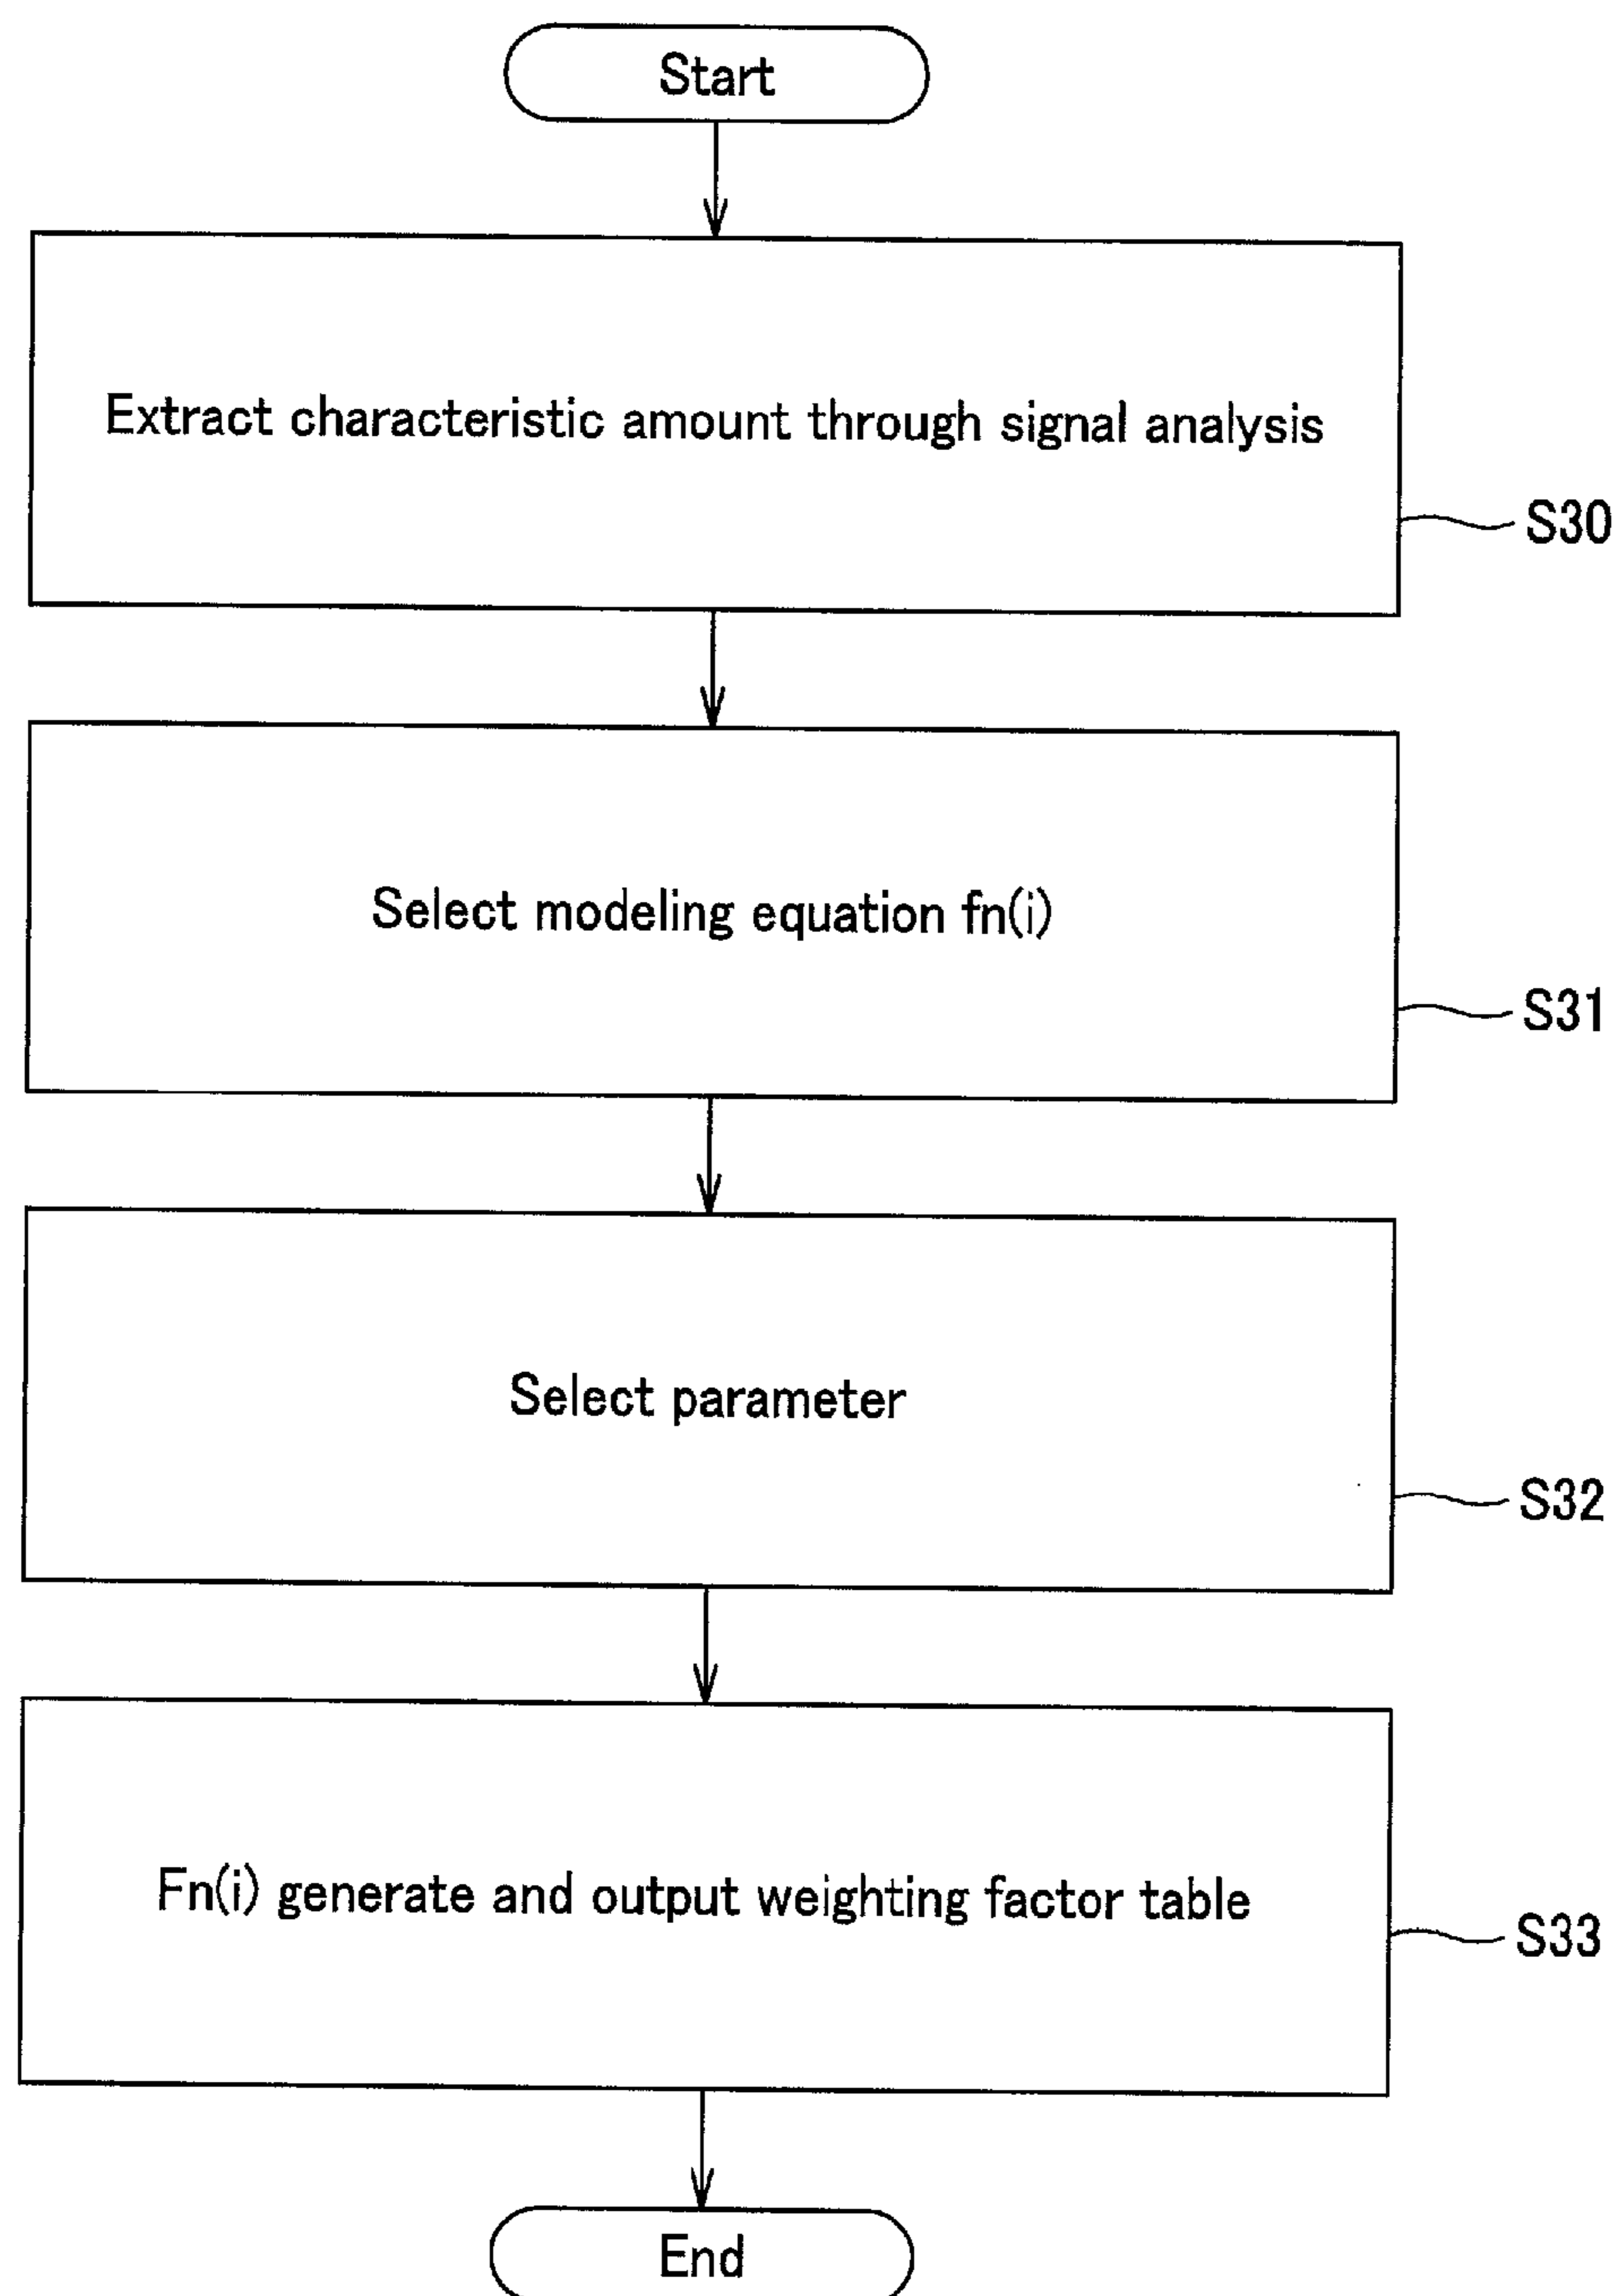 Start
Extract characteristic amount through signal analysis
S30
Select modeling equation fn(i)
S31
Select parameter
S32
Fn(i) generate and output weighting factor table
S33
End